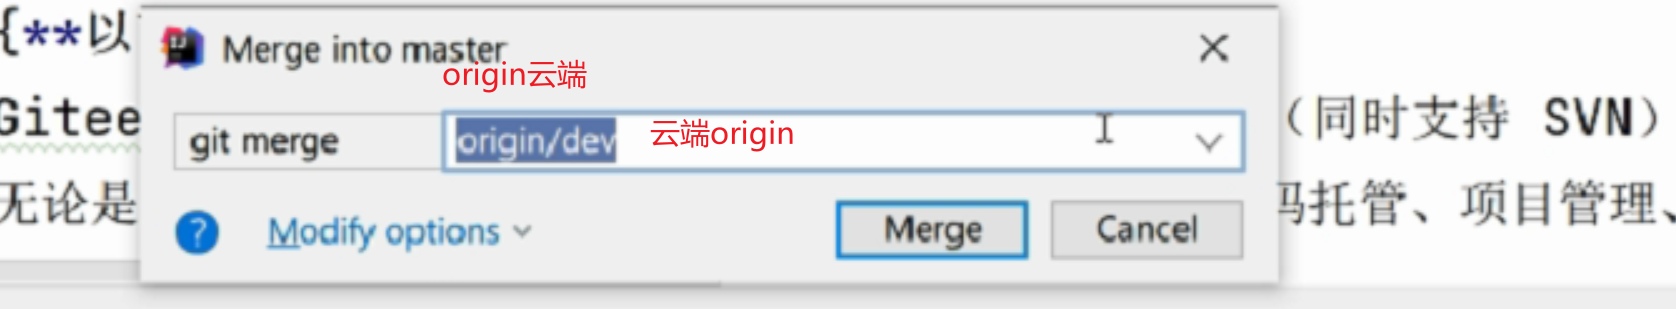 {**以
Merge into master
origin云端
Gitee
git merge
origin/dev
云端origin
（同时支持 SVN）
无论是
码托管、项目管理、
?
Modify options
Merge
Cancel